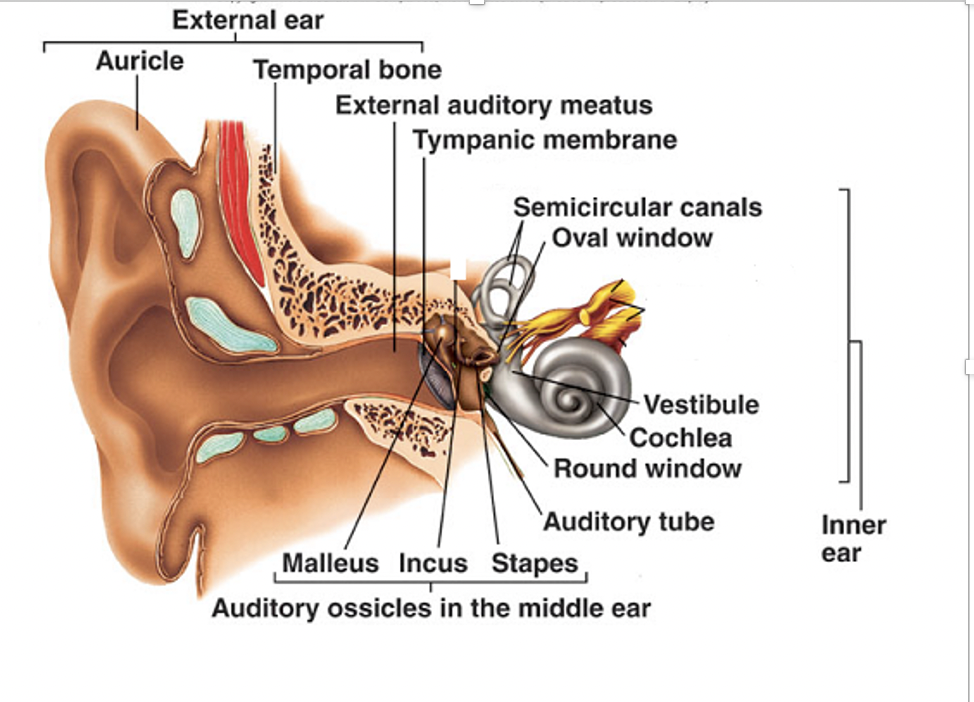 External ear
Auricle
Temporal bone
External auditory meatus
Tympanic membrane
Semicircular canals
Oval window
Vestibule
Cochlea
Round window
Auditory tube
Inner
ear
Malleus Incus Stapes
Auditory ossicles in the middle ear